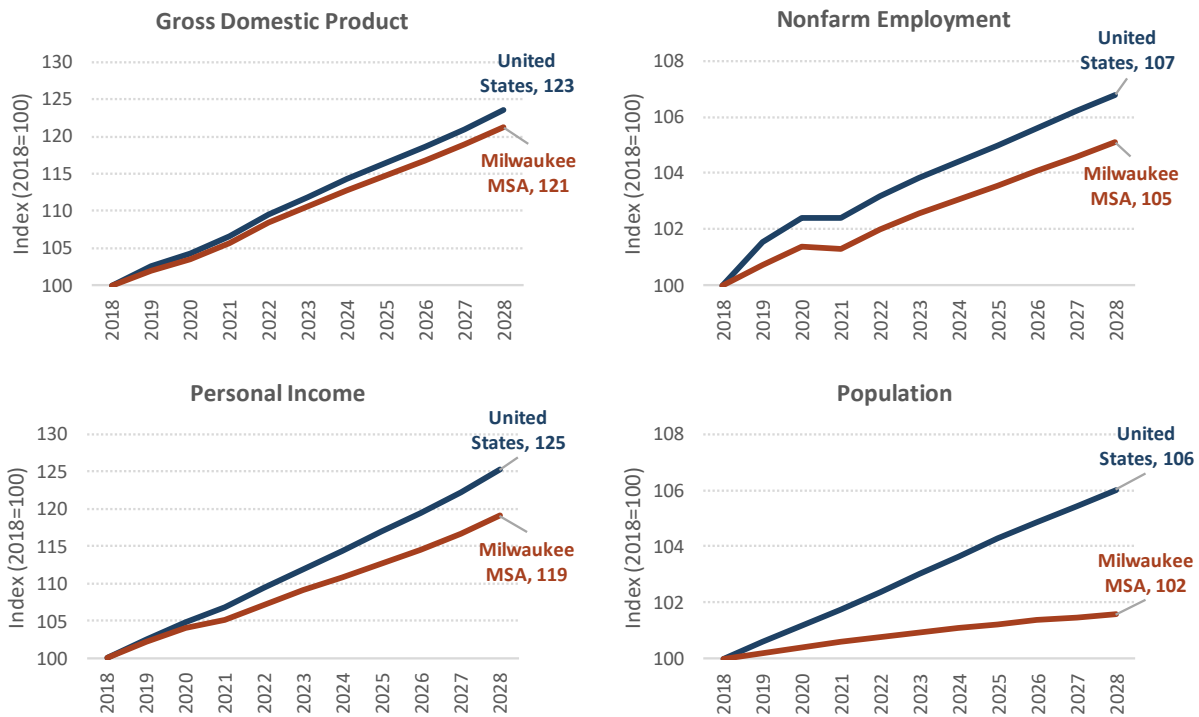 Gross Domestic Product
Index (2018=100)
130
125
120
115
110
105
100
United
States, 123
Milwaukee
MSA, 121
2018
2019
2020
2021
2022
2023
2024
2025
2026
2027
2028
Nonfarm Employment
Index (2018=100)
108
106
104
102
100
United
States, 107
Milwaukee
MSA, 105
2018
2019
2020
2021
2022
2023
2024
2025
2026
2027
2028
Personal Income
Index (2018=100)
130
125
120
115
110
105
100
United
States, 125
Milwaukee
MSA, 119
2018
2019
2020
2021
2022
2023
2024
2025
2026
2027
2028
Population
Index (2018=100)
108
106
104
102
100
United
States, 106
Milwaukee
MSA, 102
2018
2019
2020
2021
2022
2023
2024
2025
2026
2027
2028